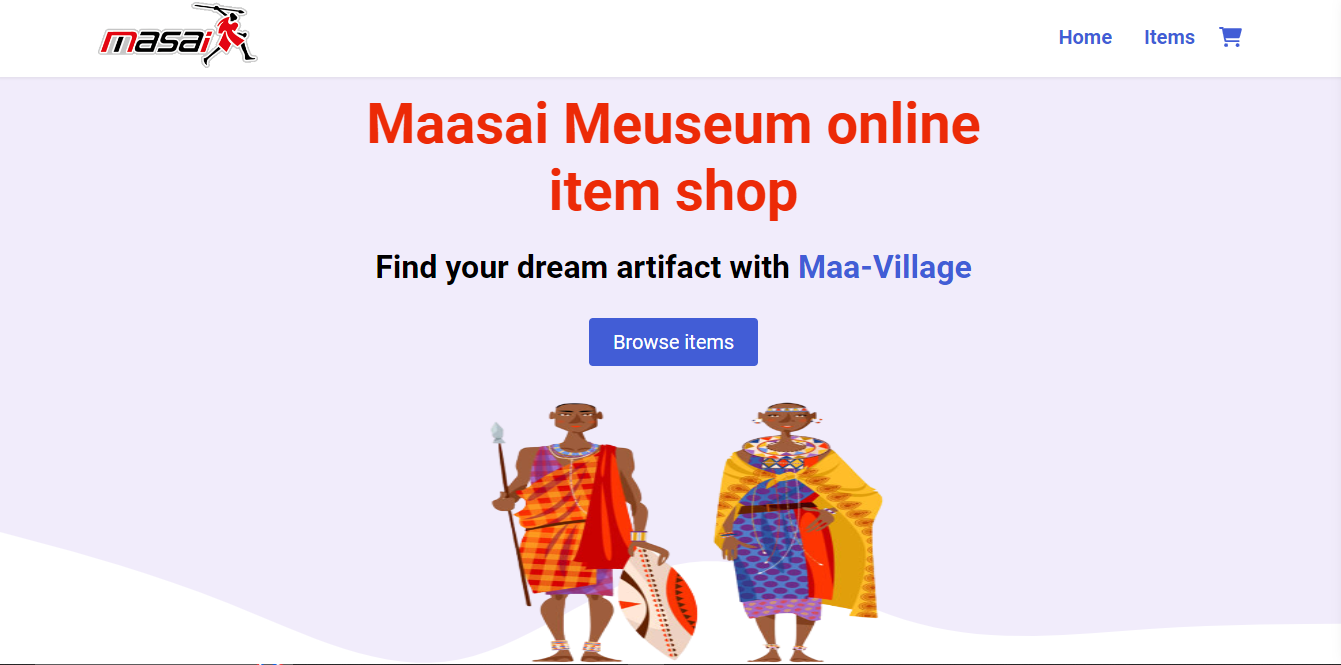 masai
Home Items
Maasai Meuseum online
item shop
Find your dream artifact with Maa-Village
Browse items